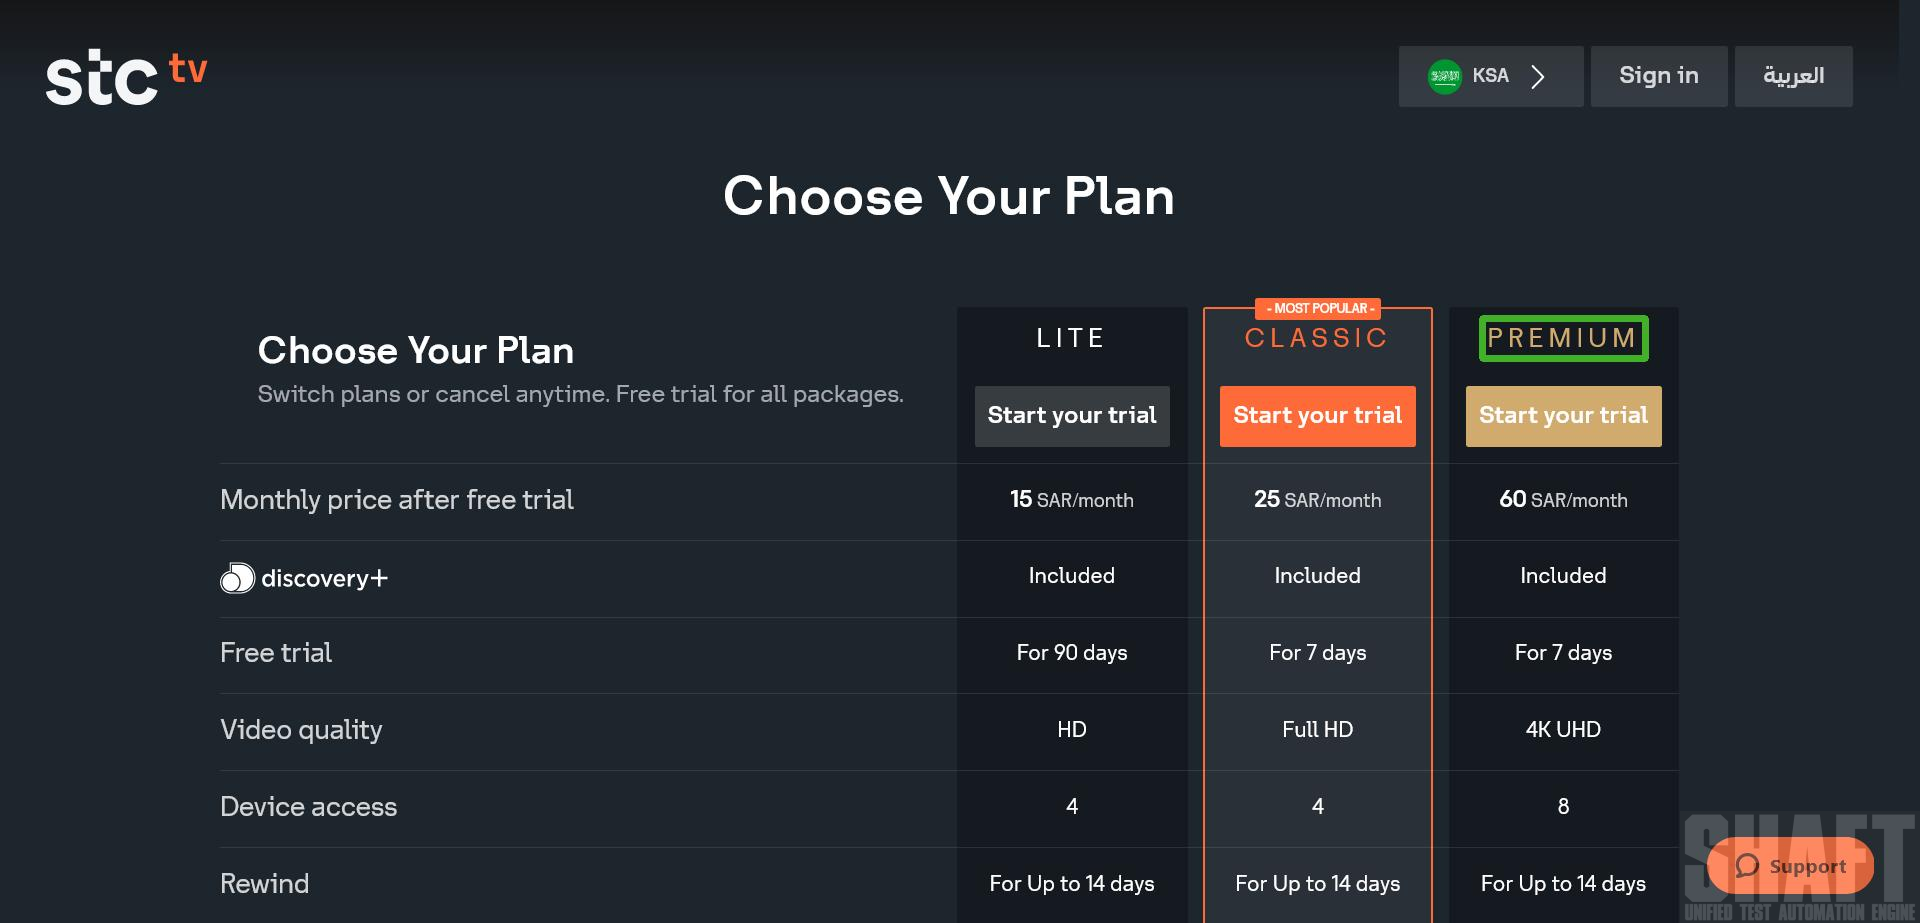 stc tv
KSA
Sign in
العربية
Choose Your Plan
- MOST POPULAR -
Choose Your Plan
Switch plans or cancel anytime. Free trial for all packages.
LITE
CLASSIC
PREMIUM
Start your trial
Start your trial
Start your trial
Monthly price after free trial
15 SAR/month
25 SAR/month
60 SAR/month
discovery+
Included
Included
Included
Free trial
For 90 days
For 7 days
For 7 days
Video quality
HD
Full HD
4K UHD
Device access
4
4
8
Rewind
For Up to 14 days
For Up to 14 days
For Up to 14 days
Support
SHAFT
UNIFIED TEST AUTOMATION ENGINE